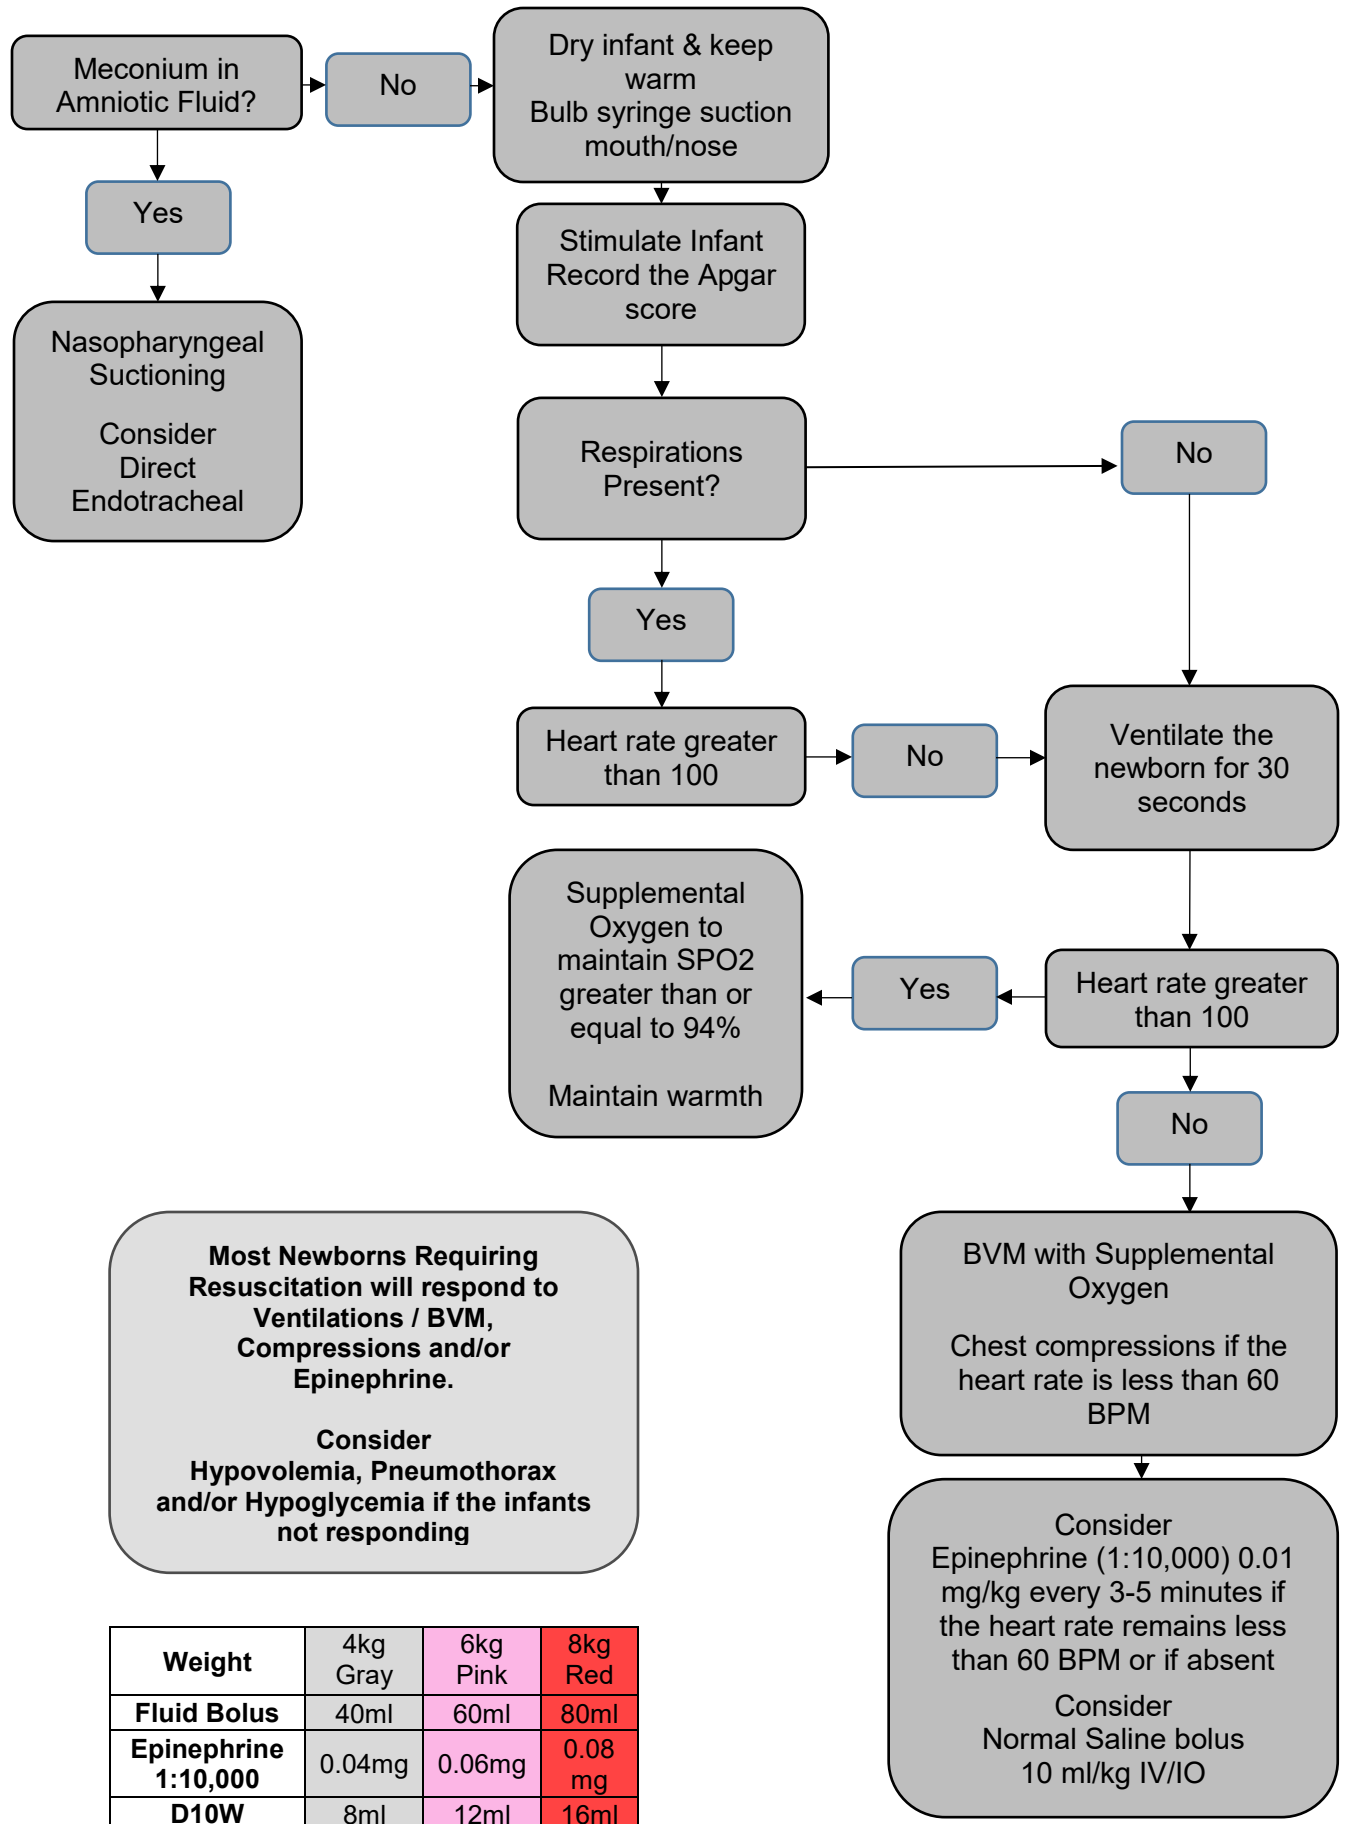 Meconium in
Amniotic Fluid?
No
Dry infant & keep
warm
Bulb syringe suction
mouth/nose
Yes
Stimulate Infant
Record the Apgar
score
Nasopharyngeal
Suctioning
Consider
Direct
Endotracheal
Respirations
Present?
No
Yes
Heart rate greater
than 100
No
Ventilate the
newborn for 30
seconds
Supplemental
Oxygen to
maintain SPO2
greater than or
equal to 94%
Maintain warmth
Yes
Heart rate greater
than 100
No
BVM with Supplemental
Oxygen
Chest compressions if the
heart rate is less than 60
BPM
Most Newborns Requiring
Resuscitation will respond to
Ventilations / BVM,
Compressions and/or
Epinephrine.
Consider
Hypovolemia, Pneumothorax
and/or Hypoglycemia if the infants
not responding
Consider
Epinephrine (1:10,000) 0.01
mg/kg every 3-5 minutes if
the heart rate remains less
than 60 BPM or if absent
Consider
Normal Saline bolus
10 ml/kg IV/IO
Weight 4kg Gray 6kg Pink 8kg Red
Fluid Bolus 40ml 60ml 80ml
Epinephrine 1:10,000 0.04mg 0.06mg 0.08 mg
D10W 8ml 12ml 16ml